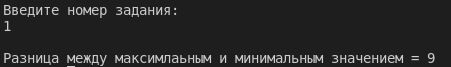 Введите номер задания:
1
Разница между максимлаьным и минимальным значением = 9